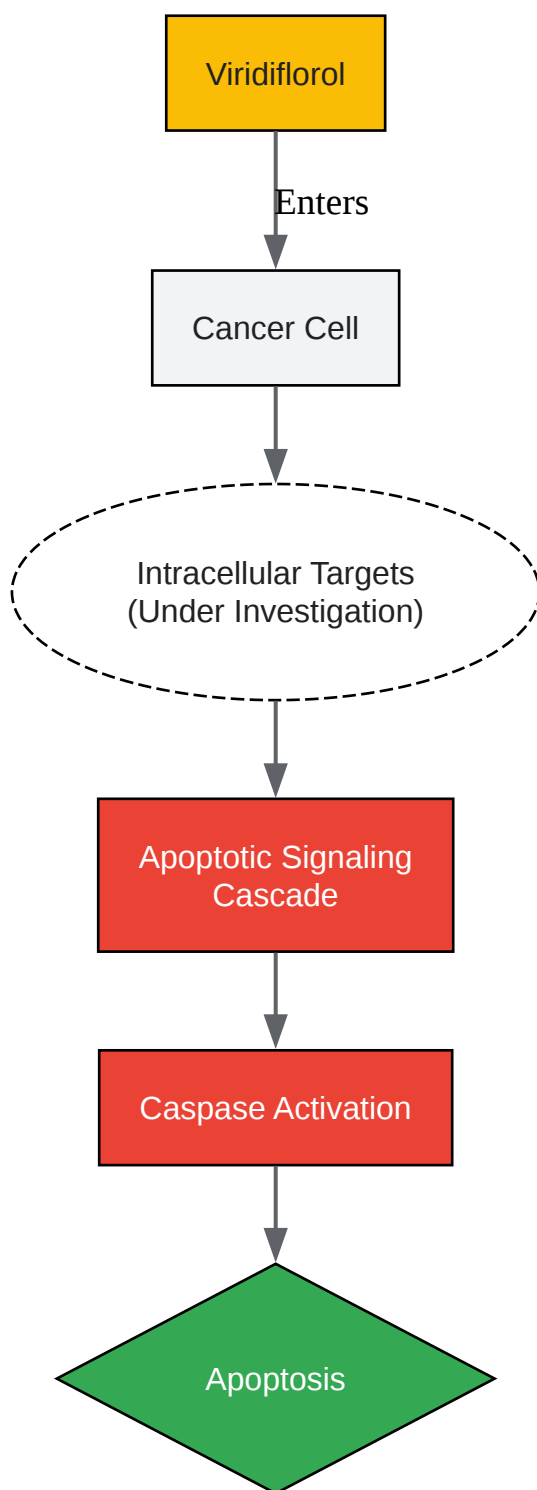 Viridiflorol
Enters
Cancer Cell
Intracellular Targets
(Under Investigation)
Apoptotic Signaling
Cascade
Caspase Activation
Apoptosis